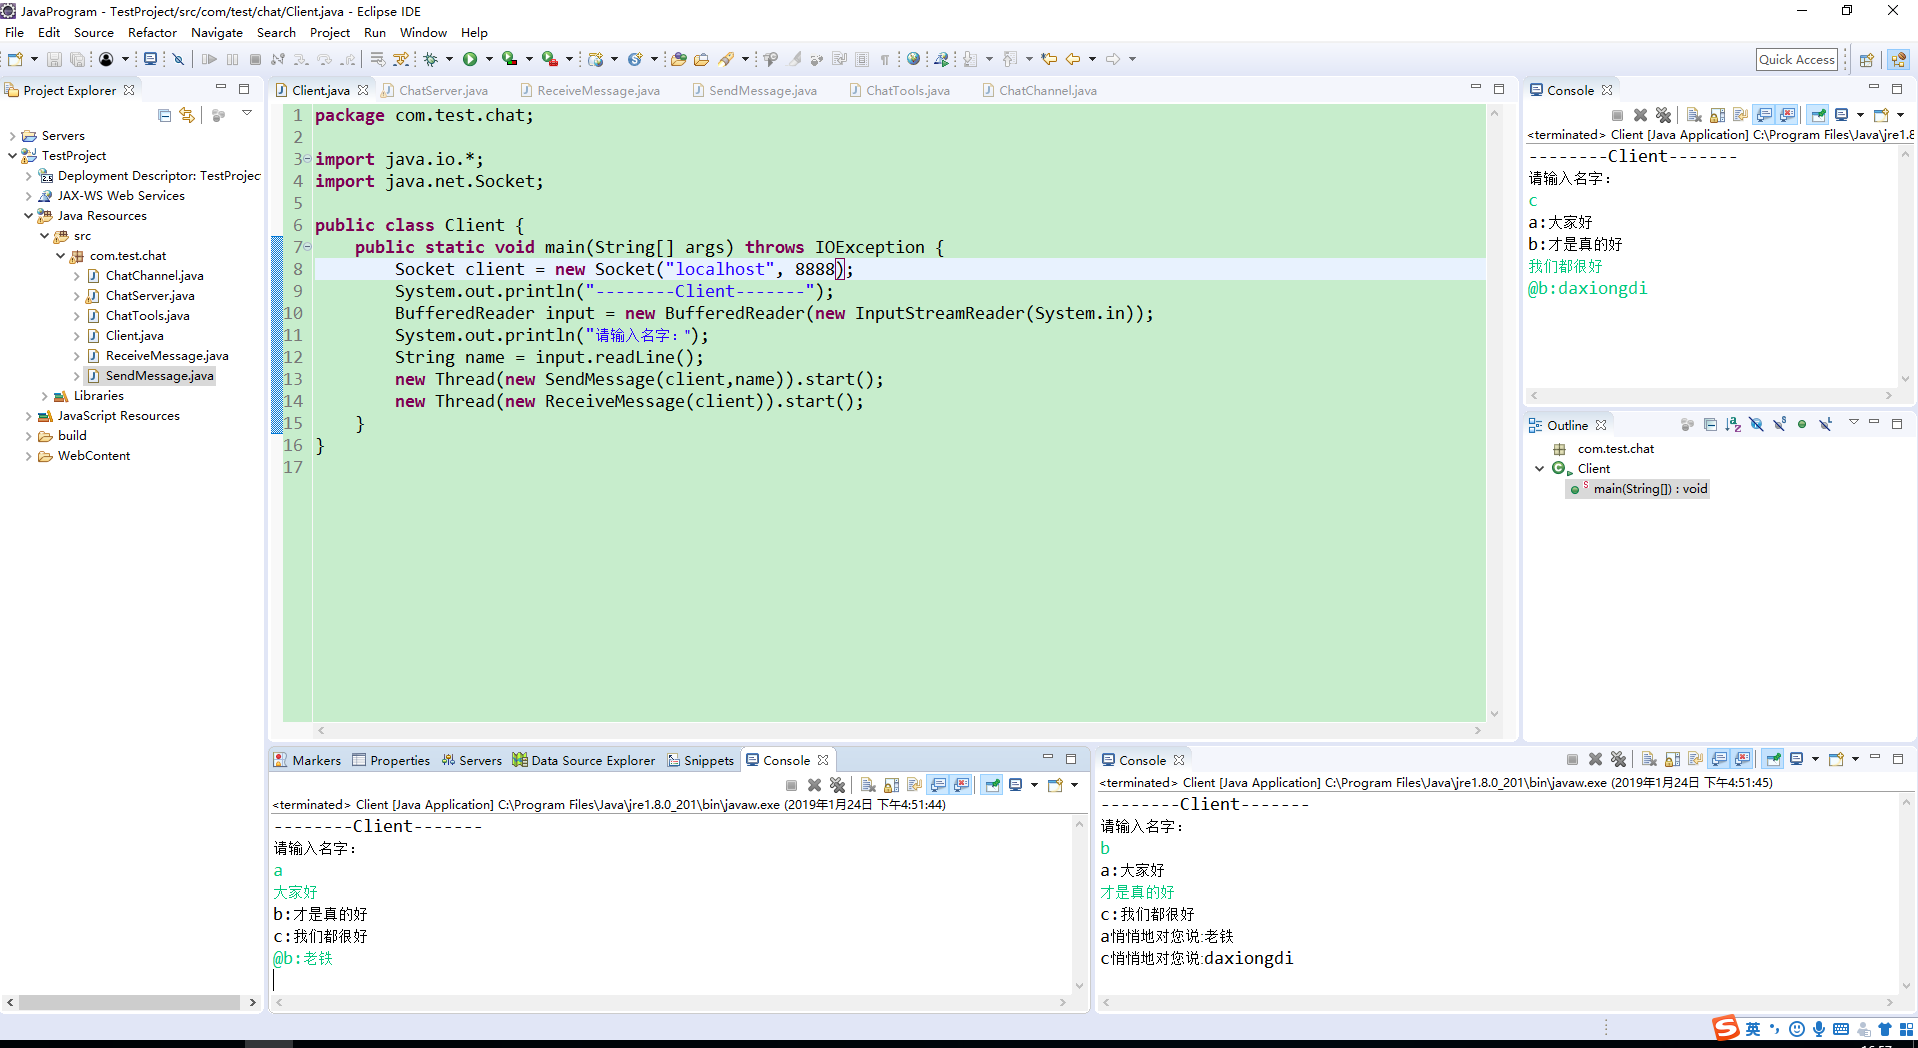 JavaProgram - TestProject/src/com/test/chat/Client.java - Eclipse IDE
File Edit Source Refactor Navigate Search Project Run Window Help
Quick Access
Project Explorer
Servers
TestProject
Deployment Descriptor: TestProjec
JAX-WS Web Services
Java Resources
src
com.test.chat
ChatChannel.java
ChatServer.java
ChatTools.java
Client.java
ReceiveMessage.java
SendMessage.java
Libraries
JavaScript Resources
build
WebContent
Client.java ChatServer.java ReceiveMessage.java SendMessage.java ChatTools.java ChatChannel.java
1 package com.test.chat;
2
3 import java.io.*;
4 import java.net.Socket;
5
6 public class Client {
7 public static void main(String[] args) throws IOException {
8 Socket client = new Socket("localhost", 8888);
9 System.out.println("--------Client-------");
10 BufferedReader input = new BufferedReader(new InputStreamReader(System.in));
11 System.out.println("请输入名字：");
12 String name = input.readLine();
13 new Thread(new SendMessage(client,name)).start();
14 new Thread(new ReceiveMessage(client)).start();
15 }
16 }
17
Console
<terminated> Client [Java Application] C:\Program Files\Java\jre1.8
--------Client-------
请输入名字：
c
a:大家好
b:才是真的好
我们都很好
@b:daxiongdi
Outline
com.test.chat
Client
main(String[]) : void
Markers Properties Servers Data Source Explorer Snippets Console
<terminated> Client [Java Application] C:\Program Files\Java\jre1.8.0_201\bin\javaw.exe (2019年1月24日 下午4:51:44)
--------Client-------
请输入名字：
a
大家好
b:才是真的好
c:我们都很好
@b:老铁
Console
<terminated> Client [Java Application] C:\Program Files\Java\jre1.8.0_201\bin\javaw.exe (2019年1月24日 下午4:51:45)
--------Client-------
请输入名字：
b
a:大家好
才是真的好
c:我们都很好
a悄悄地对您说:老铁
c悄悄地对您说:daxiongdi
英